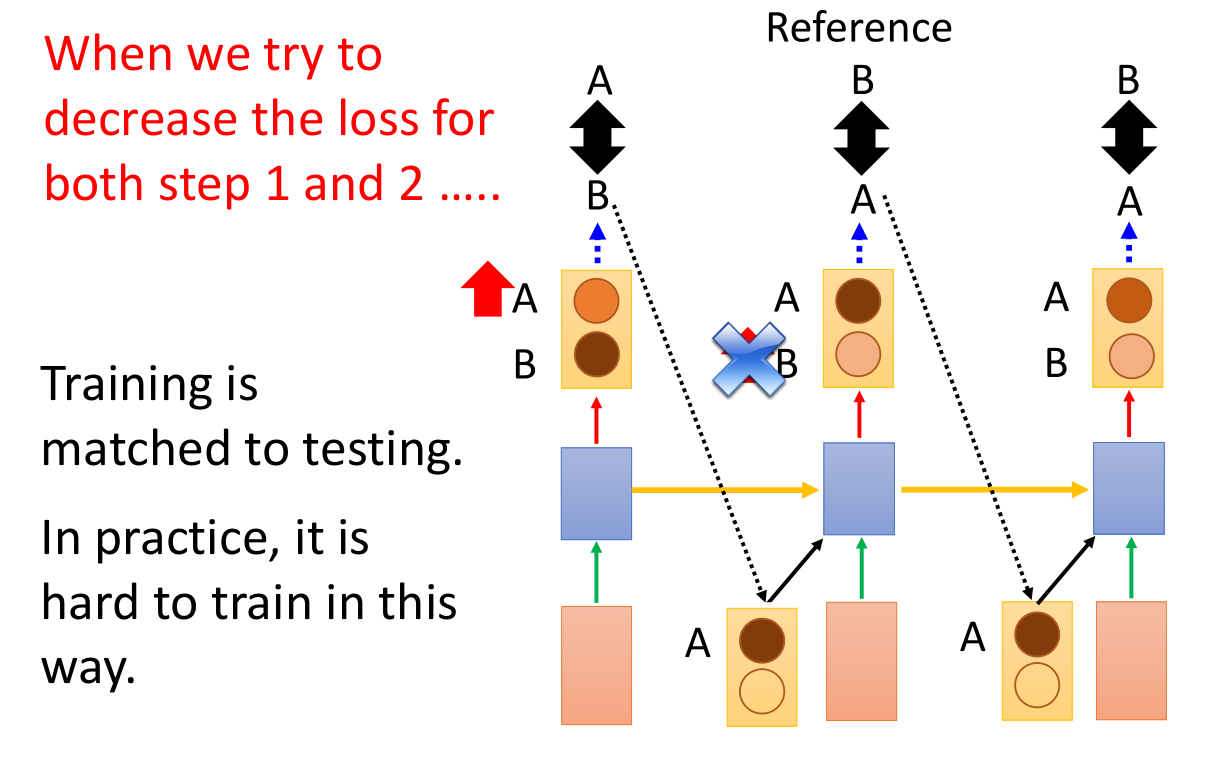 When we try to
decrease the loss for
both step 1 and 2 …..
Training is
matched to testing.
In practice, it is
hard to train in this
way.
Reference
A
B
B
B
A
A
A
B
A
B
A
B
A
A